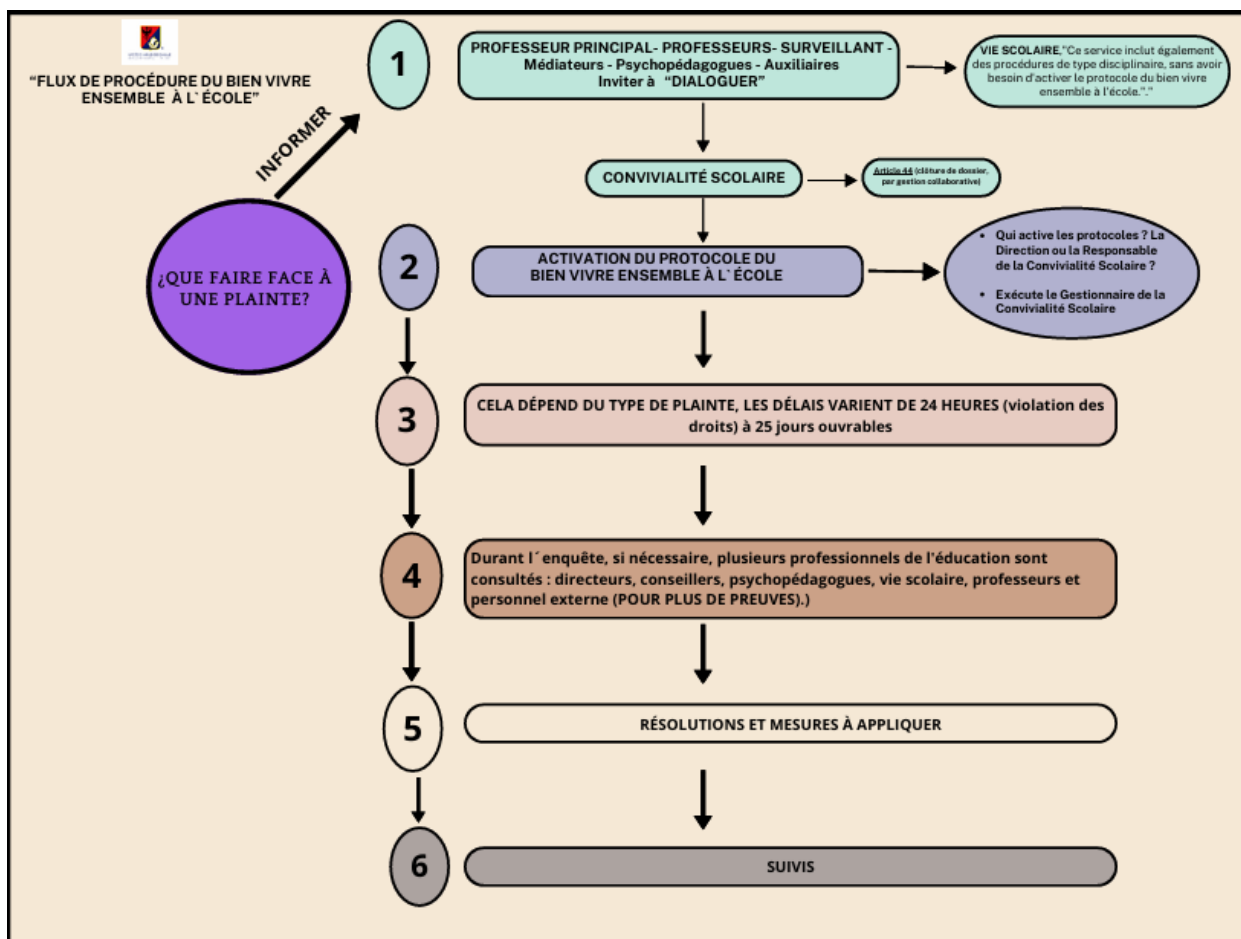 “FLUX DE PROCÉDURE DU BIEN VIVRE
ENSEMBLE À L`ÉCOLE”
INFORMER
¿QUE FAIRE FACE À
UNE PLAINTE?
1
PROFESSEUR PRINCIPAL- PROFESSEURS- SURVEILLANT -
Médiateurs - Psychopédagogues - Auxiliaires
Inviter à “DIALOGUER”
VIE SCOLAIRE,"Ce service inclut également
des procédures de type disciplinaire, sans avoir
besoin d'activer le protocole du bien vivre
ensemble à l'école."."
CONVIVIALITÉ SCOLAIRE
Article 44 (clôture de dossier,
par gestion collaborative)
2
ACTIVATION DU PROTOCOLE DU
BIEN VIVRE ENSEMBLE À L`ÉCOLE
• Qui active les protocoles ? La
Direction ou la Responsable
de la Convivialité Scolaire ?
• Exécute le Gestionnaire de la
Convivialité Scolaire
3
CELA DÉPEND DU TYPE DE PLAINTE, LES DÉLAIS VARIENT DE 24 HEURES (violation des
droits) à 25 jours ouvrables
4
Durant l´enquête, si nécessaire, plusieurs professionnels de l'éducation sont
consultés : directeurs, conseillers, psychopédagogues, vie scolaire, professeurs et
personnel externe (POUR PLUS DE PREUVES).)
5
RÉSOLUTIONS ET MESURES À APPLIQUER
6
SUIVIS